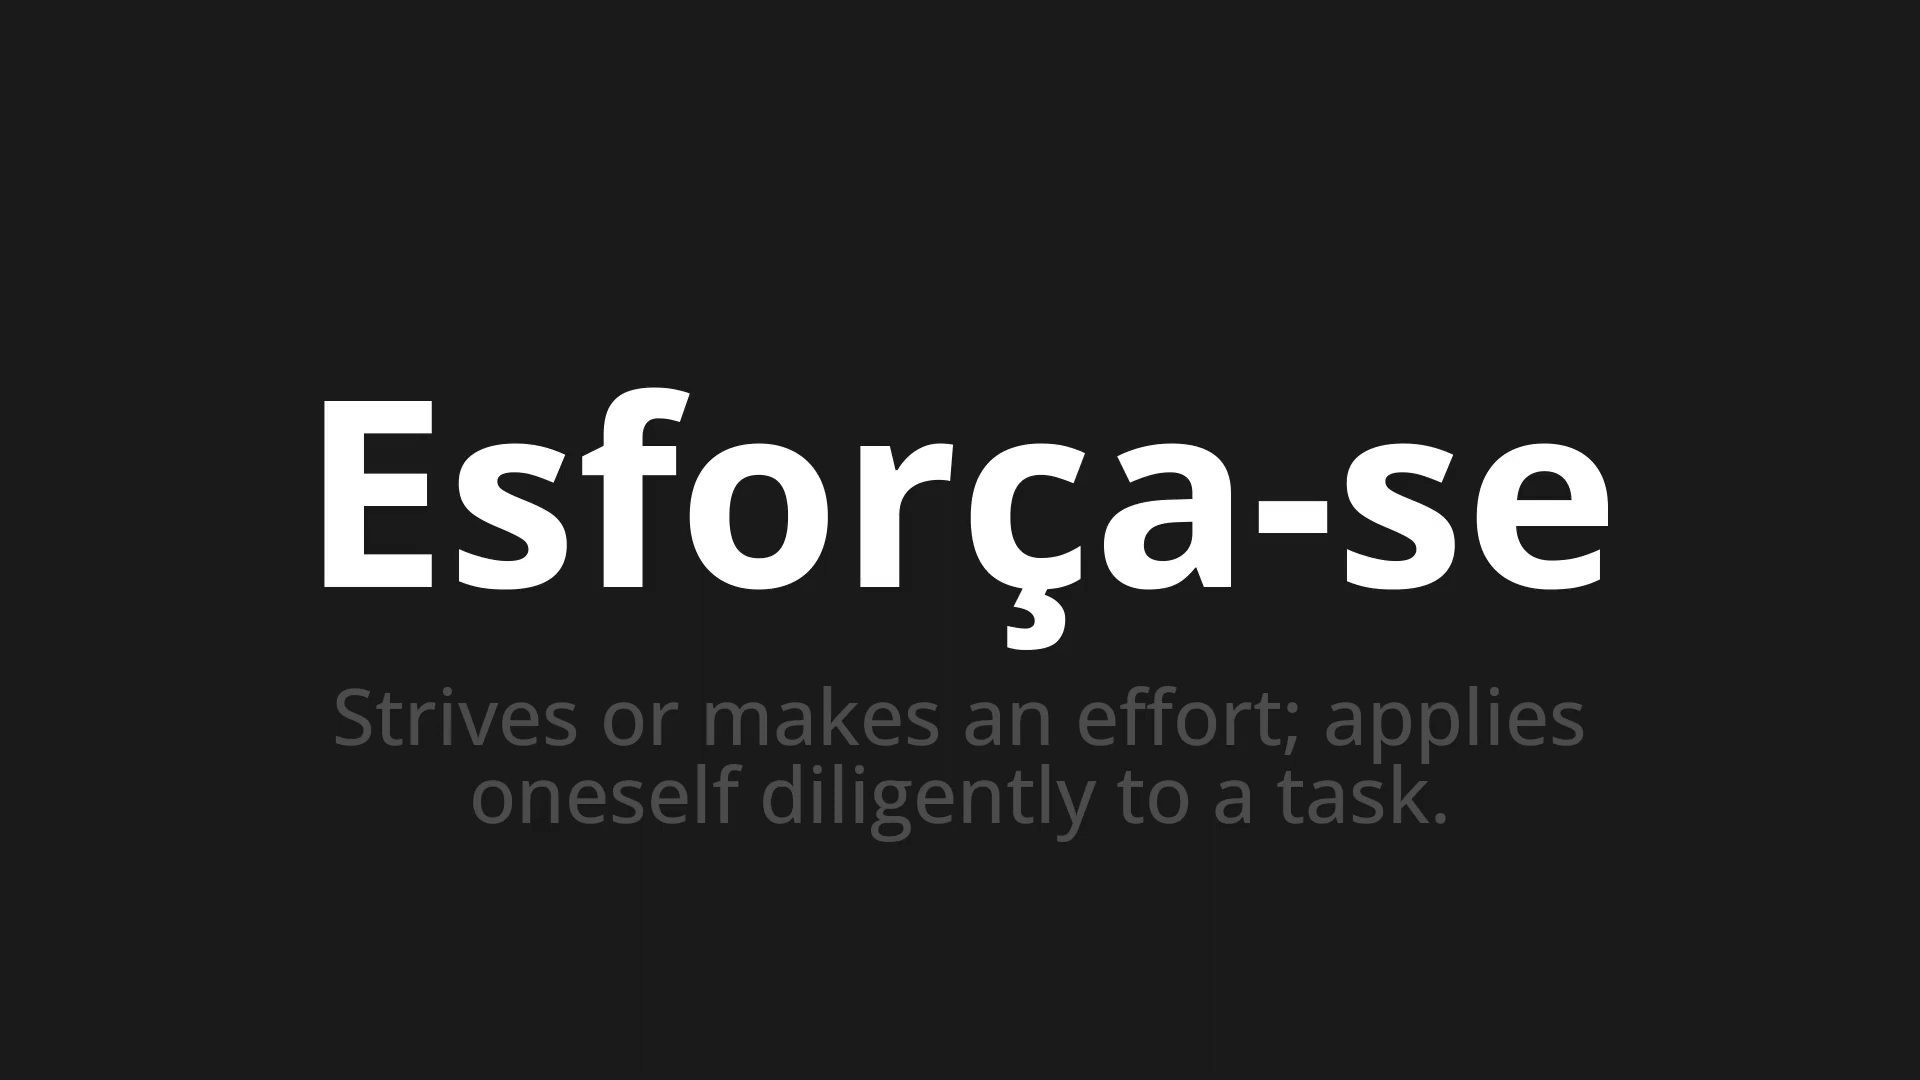 Esforça-se
Strives or makes an effort; applies
oneself diligently to a task.